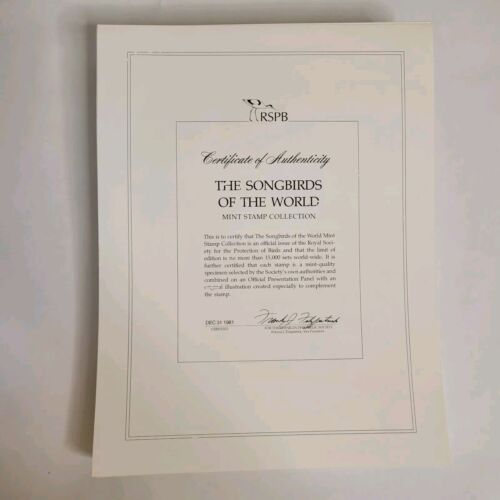 RSPB
Certificate of Authenticity
THE SONGBIRDS
OF THE WORLD
MINT STAMP COLLECTION
This is to certify that The Songbirds of the World Mint
Stamp Collection is an official issue of the Royal Soci-
ety for the Protection of Birds and that the limit of
edition is no more than 15,000 sets world-wide. It is
further certified that each stamp is a mint-quality
specimen selected by the Society's own authorities and
combined on an Official Presentation Panel with an
illustration created especially to complement
the stamp.
DEC 31 1981